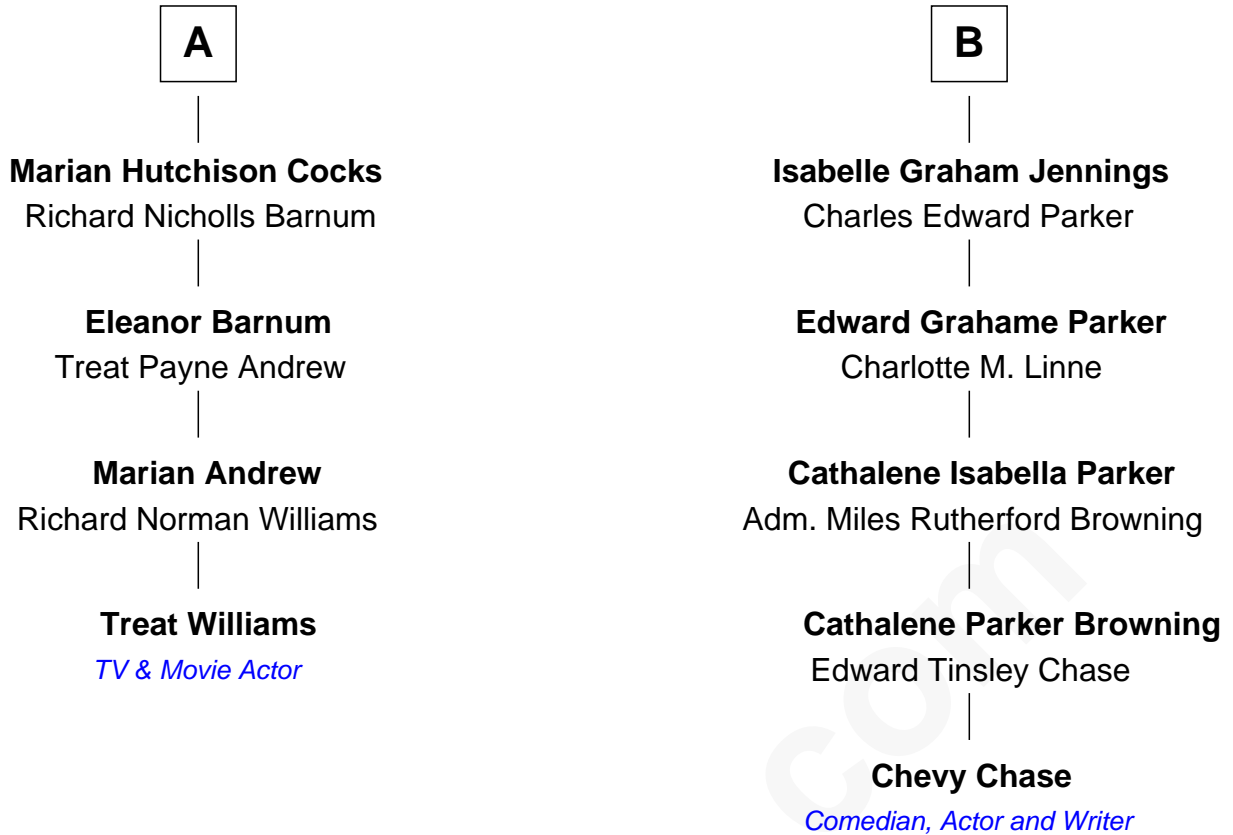 A
Marian Hutchison Cocks
Richard Nicholls Barnum
Eleanor Barnum
Treat Payne Andrew
Marian Andrew
Richard Norman Williams
Treat Williams
TV & Movie Actor
B
Isabelle Graham Jennings
Charles Edward Parker
Edward Grahame Parker
Charlotte M. Linne
Cathalene Isabella Parker
Adm. Miles Rutherford Browning
Cathalene Parker Browning
Edward Tinsley Chase
Chevy Chase
Comedian, Actor and Writer
com